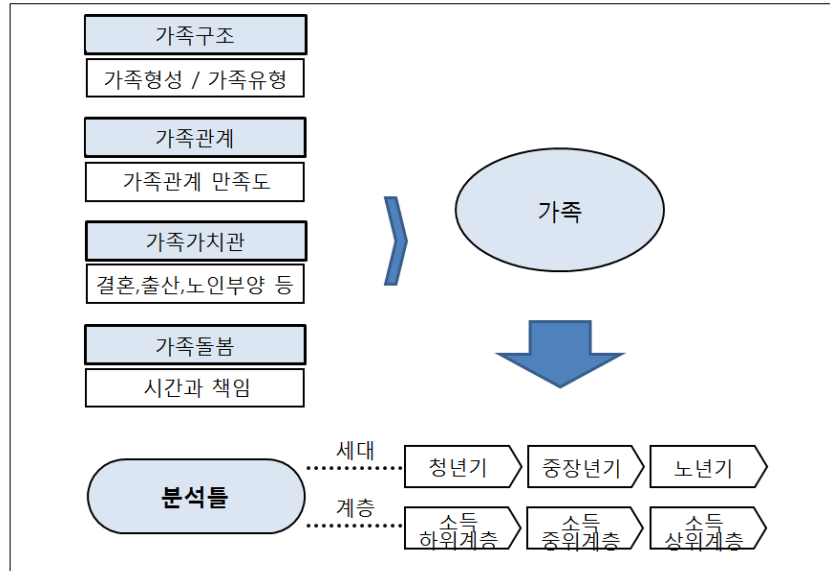 가족구조
가족형성 / 가족유형
가족관계
가족관계 만족도
가족가치관
결혼,출산,노인부양 등
가족돌봄
시간과 책임
가족
분석틀
세대
청년기
중장년기
노년기
계층
소득
하위계층
소득
중위계층
소득
상위계층